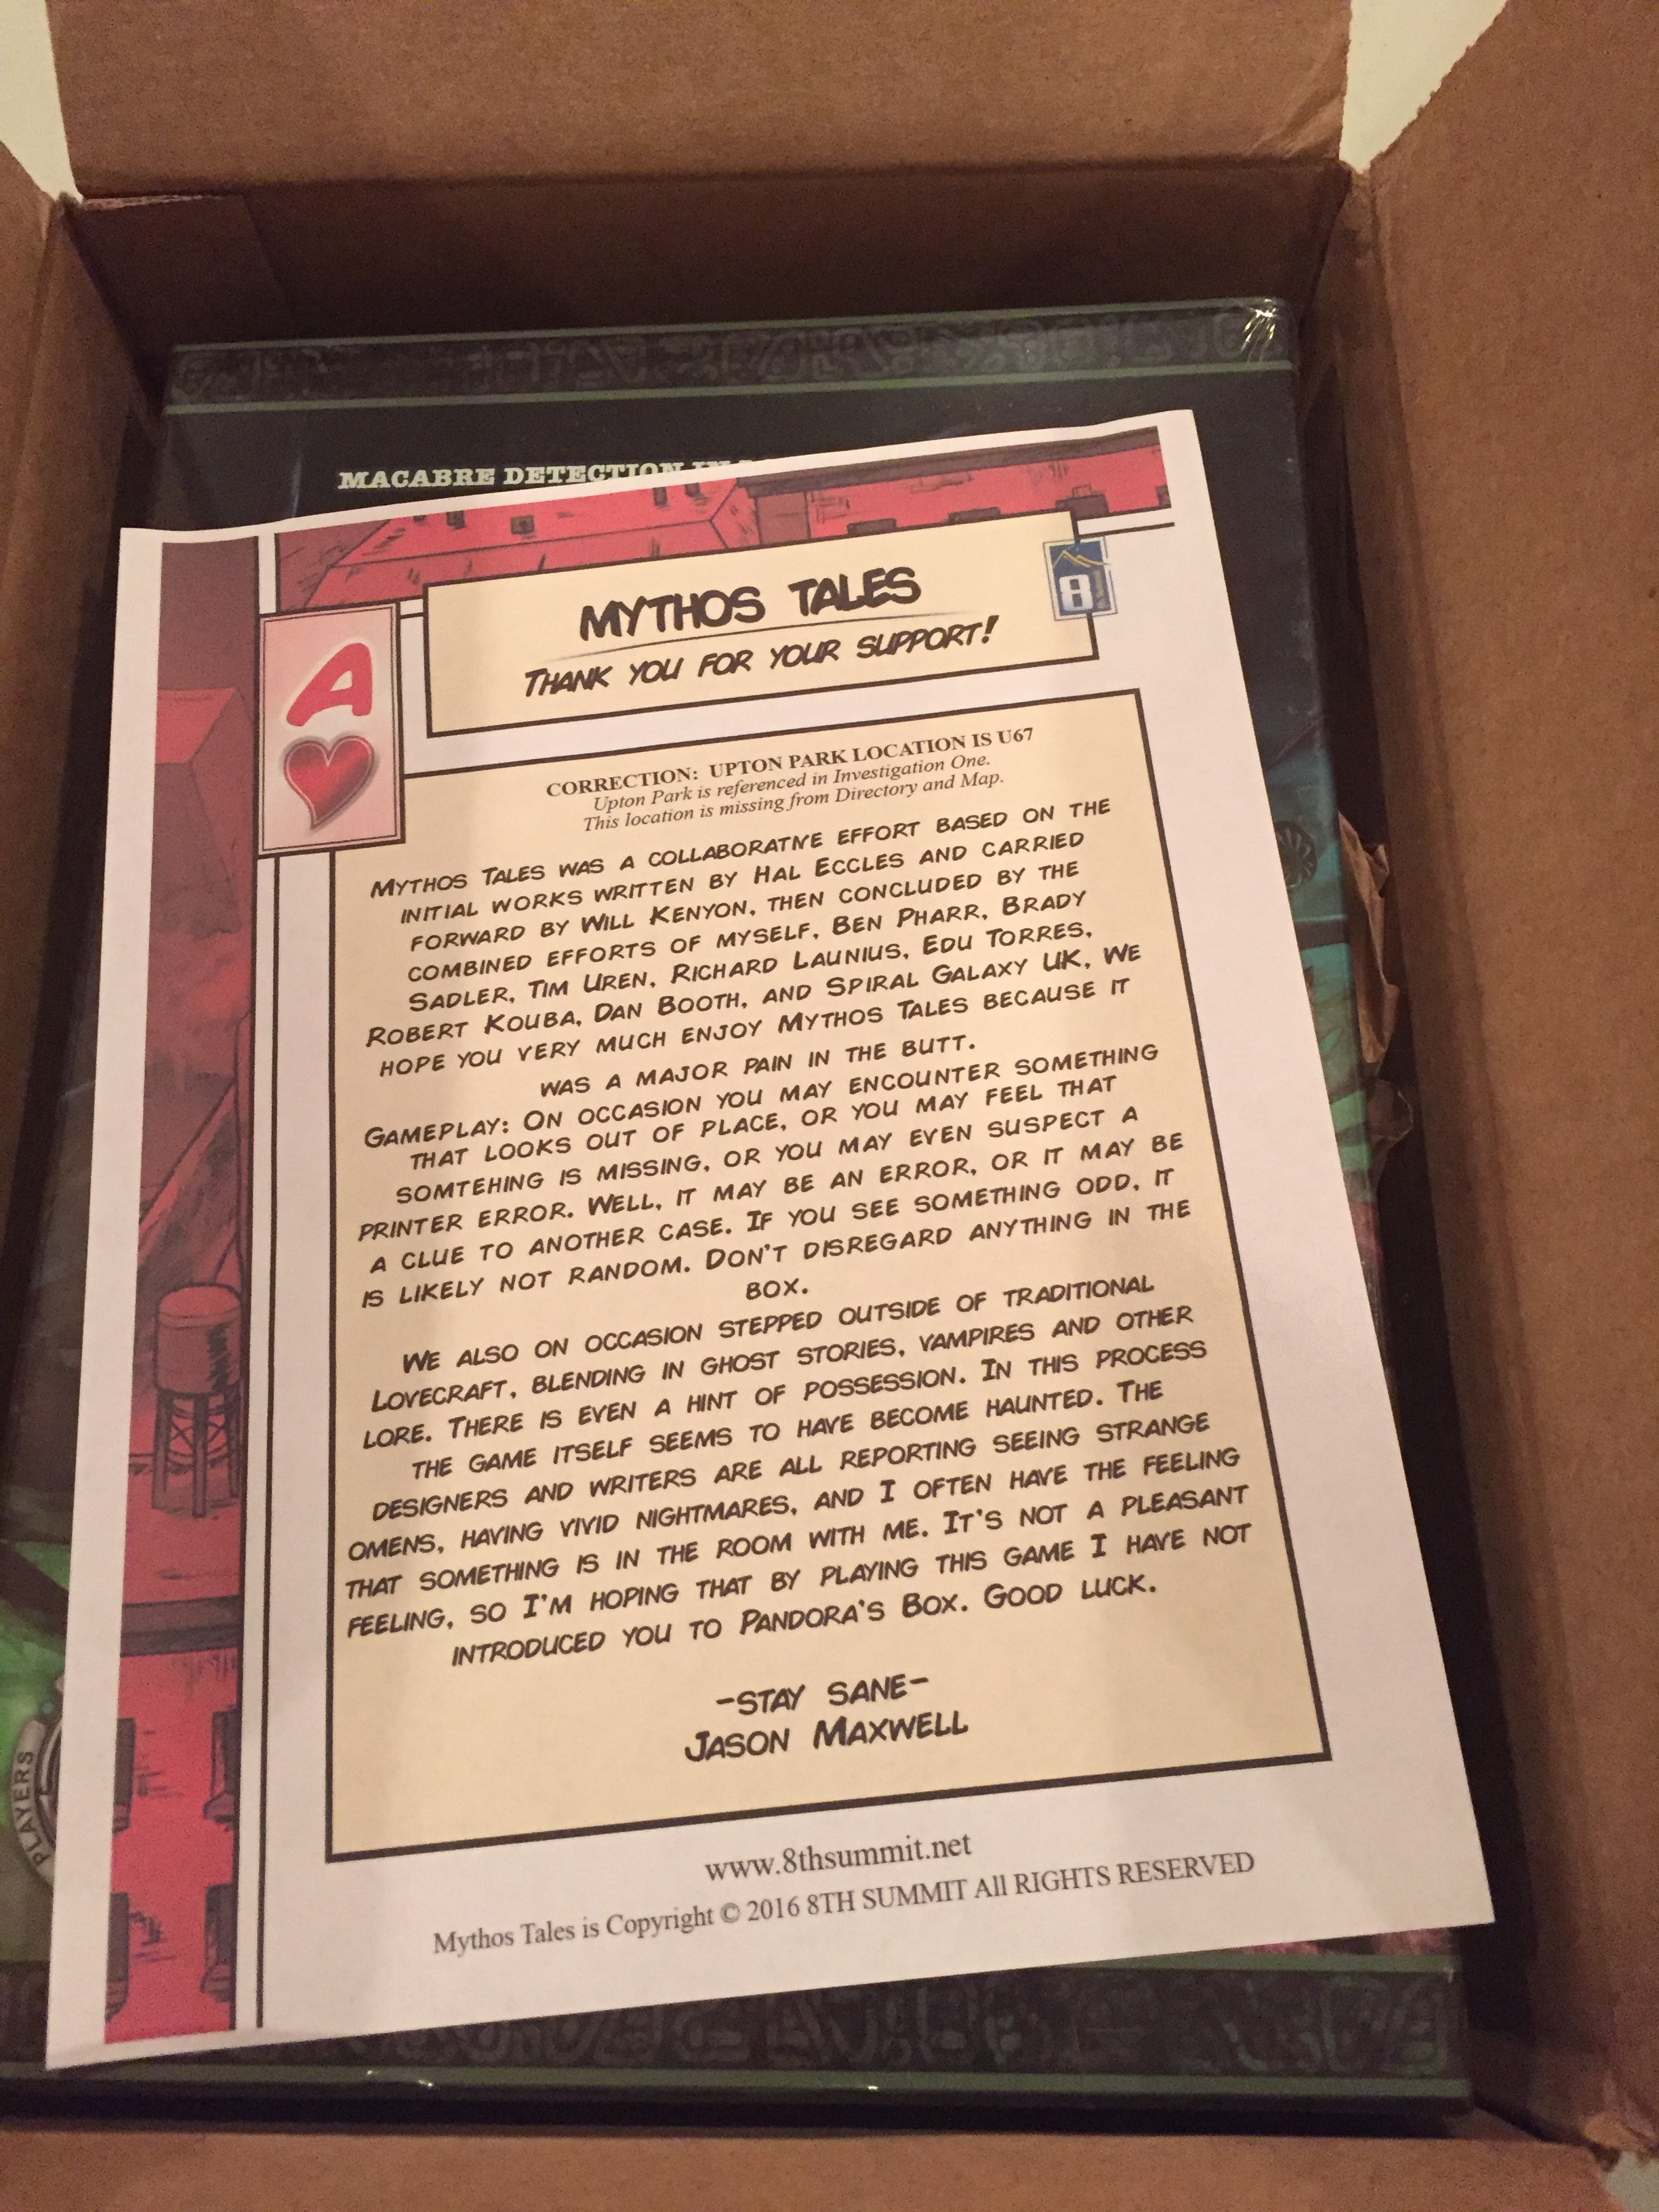 MACABRE DETECTION IN
MYTHOS TALES
THANK YOU FOR YOUR SUPPORT!
8
A
CORRECTION: UPTON PARK LOCATION IS U67
Upton Park is referenced in Investigation One.
This location is missing from Directory and Map.
MYTHOS TALES WAS A COLLABORATIVE EFFORT BASED ON THE
INITIAL WORKS WRITTEN BY HAL ECCLES AND CARRIED
FORWARD BY WILL KENYON, THEN CONCLUDED BY THE
COMBINED EFFORTS OF MYSELF, BEN PHARR, BRADY
SADLER, TIM UREN, RICHARD LAUNIUS, EDU TORRES,
ROBERT KOUBA, DAN BOOTH, AND SPIRAL GALAXY UK, WE
HOPE YOU VERY MUCH ENJOY MYTHOS TALES BECAUSE IT
WAS A MAJOR PAIN IN THE BUTT.
GAMEPLAY: ON OCCASION YOU MAY ENCOUNTER SOMETHING
THAT LOOKS OUT OF PLACE, OR YOU MAY FEEL THAT
SOMTEHING IS MISSING, OR YOU MAY EVEN SUSPECT A
PRINTER ERROR. WELL, IT MAY BE AN ERROR, OR IT MAY BE
A CLUE TO ANOTHER CASE. IF YOU SEE SOMETHING ODD, IT
IS LIKELY NOT RANDOM. DON'T DISREGARD ANYTHING IN THE
BOX.
WE ALSO ON OCCASION STEPPED OUTSIDE OF TRADITIONAL
LOVECRAFT, BLENDING IN GHOST STORIES, VAMPIRES AND OTHER
LORE. THERE IS EVEN A HINT OF POSSESSION. IN THIS PROCESS
THE GAME ITSELF SEEMS TO HAVE BECOME HAUNTED. THE
DESIGNERS AND WRITERS ARE ALL REPORTING SEEING STRANGE
OMENS, HAVING VIVID NIGHTMARES, AND I OFTEN HAVE THE FEELING
THAT SOMETHING IS IN THE ROOM WITH ME. IT'S NOT A PLEASANT
FEELING, SO I'M HOPING THAT BY PLAYING THIS GAME I HAVE NOT
INTRODUCED YOU TO PANDORA'S BOX. GOOD LUCK.
-STAY SANE-
JASON MAXWELL
PLAYERS
www.8thsummit.net
Mythos Tales is Copyright © 2016 8TH SUMMIT All RIGHTS RESERVED